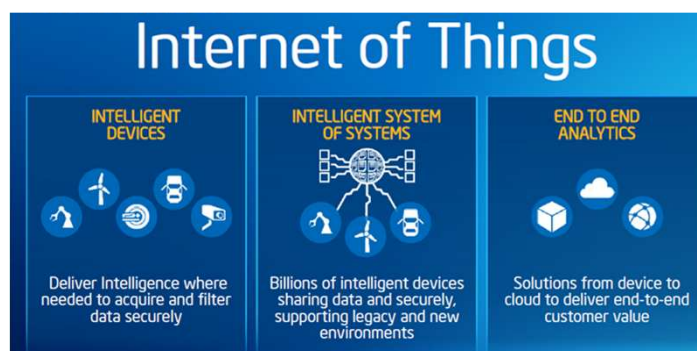 Internet of Things
INTELLIGENT
DEVICES
Deliver Intelligence where
needed to acquire and filter
data securely
INTELLIGENT SYSTEM
OF SYSTEMS
Billions of intelligent devices
sharing data and securely,
supporting legacy and new
environments
END TO END
ANALYTICS
Solutions from device to
cloud to deliver end-to-end
customer value